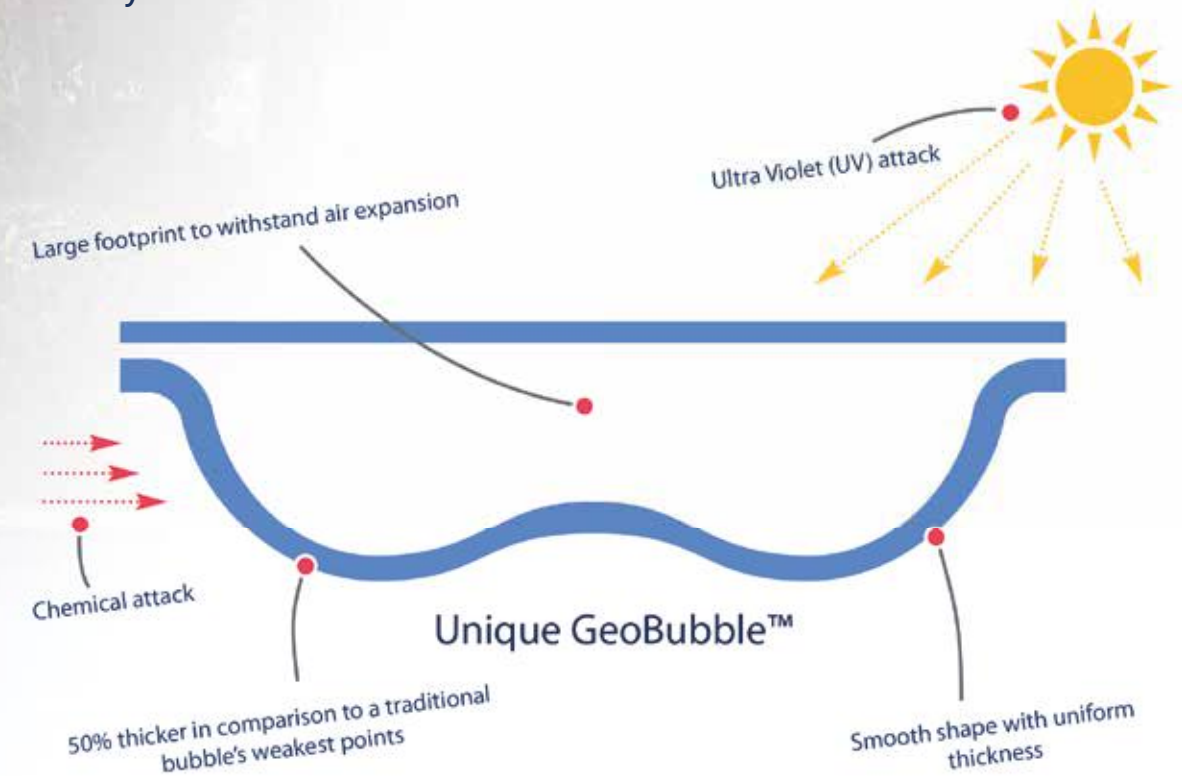 Ultra Violet (UV) attack
Large footprint to withstand air expansion
Chemical attack
Unique GeoBubble™
50% thicker in comparison to a traditional
bubble's weakest points
Smooth shape with uniform
thickness